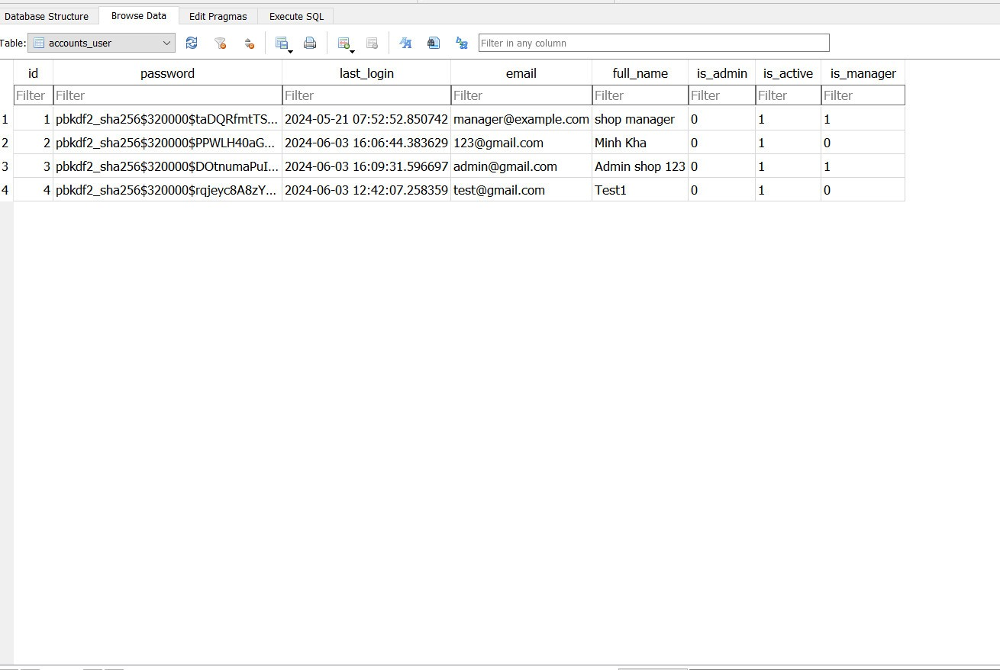 Database Structure Browse Data Edit Pragmas Execute SQL
Table: accounts_user Filter in any column
id password last_login email full_name is_admin is_active is_manager
Filter Filter Filter Filter Filter Filter Filter Filter
1 1 pbkdf2_sha256$320000$taDQRfmtTS... 2024-05-21 07:52:52.850742 manager@example.com shop manager 0 1 1
2 2 pbkdf2_sha256$320000$PPWLH40aG... 2024-06-03 16:06:44.383629 123@gmail.com Minh Kha 0 1 0
3 3 pbkdf2_sha256$320000$DOtnumaPuI... 2024-06-03 16:09:31.596697 admin@gmail.com Admin shop 123 0 1 1
4 4 pbkdf2_sha256$320000$rqjeyc8A8zY... 2024-06-03 12:42:07.258359 test@gmail.com Test1 0 1 0